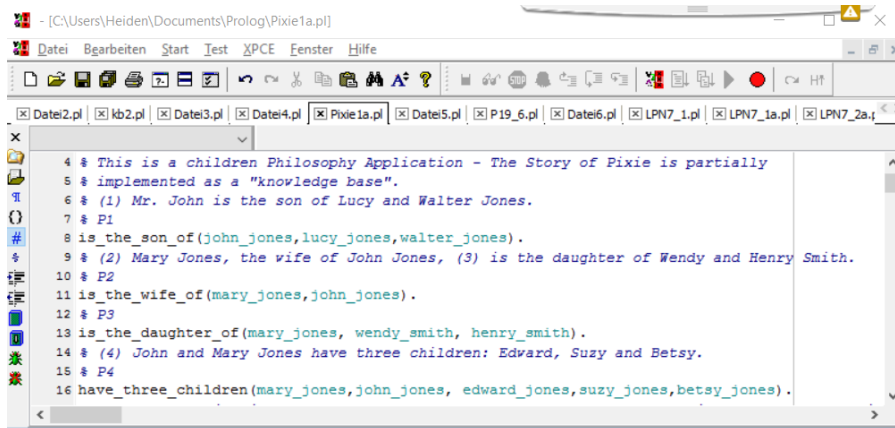 - [C:\Users\Heiden\Documents\Prolog\Pixie1a.pl]
Datei Bearbeiten Start Test XPCE Fenster Hilfe
Datei2.pl kb2.pl Datei3.pl Datei4.pl Pixie1a.pl Datei5.pl P19_6.pl Datei6.pl LPN7_1.pl LPN7_1a.pl LPN7_2a.p
4 % This is a children Philosophy Application - The Story of Pixie is partially
5 % implemented as a "knowledge base".
6 % (1) Mr. John is the son of Lucy and Walter Jones.
7 % P1
8 is_the_son_of(john_jones,lucy_jones,walter_jones).
9 % (2) Mary Jones, the wife of John Jones, (3) is the daughter of Wendy and Henry Smith.
10 % P2
11 is_the_wife_of(mary_jones,john_jones).
12 % P3
13 is_the_daughter_of(mary_jones, wendy_smith, henry_smith).
14 % (4) John and Mary Jones have three children: Edward, Suzy and Betsy.
15 % P4
16 have_three_children(mary_jones,john_jones, edward_jones,suzy_jones,betsy_jones).